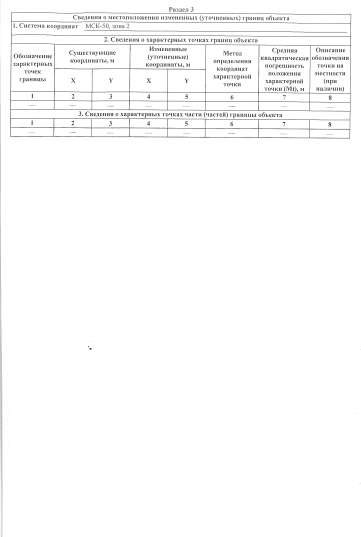 Раздел 3
Сведения о местоположении измененных (уточненных) границ объекта
1. Система координат МСК-50, зона 2
2. Сведения о характерных точках границ объекта
Обозначение характерных точек границы
Существующие координаты, м
Измененные (уточненные) координаты, м
Метод определения координат характерной точки
Средняя квадратическая погрешность положения характерной точки (Mt), м
Описание обозначения точки на местности (при наличии)
X Y X Y
1 2 3 4 5 6 7 8
— — — — — — — —
3. Сведения о характерных точках части (частей) границы объекта
1 2 3 4 5 6 7 8
— — — — — — — —